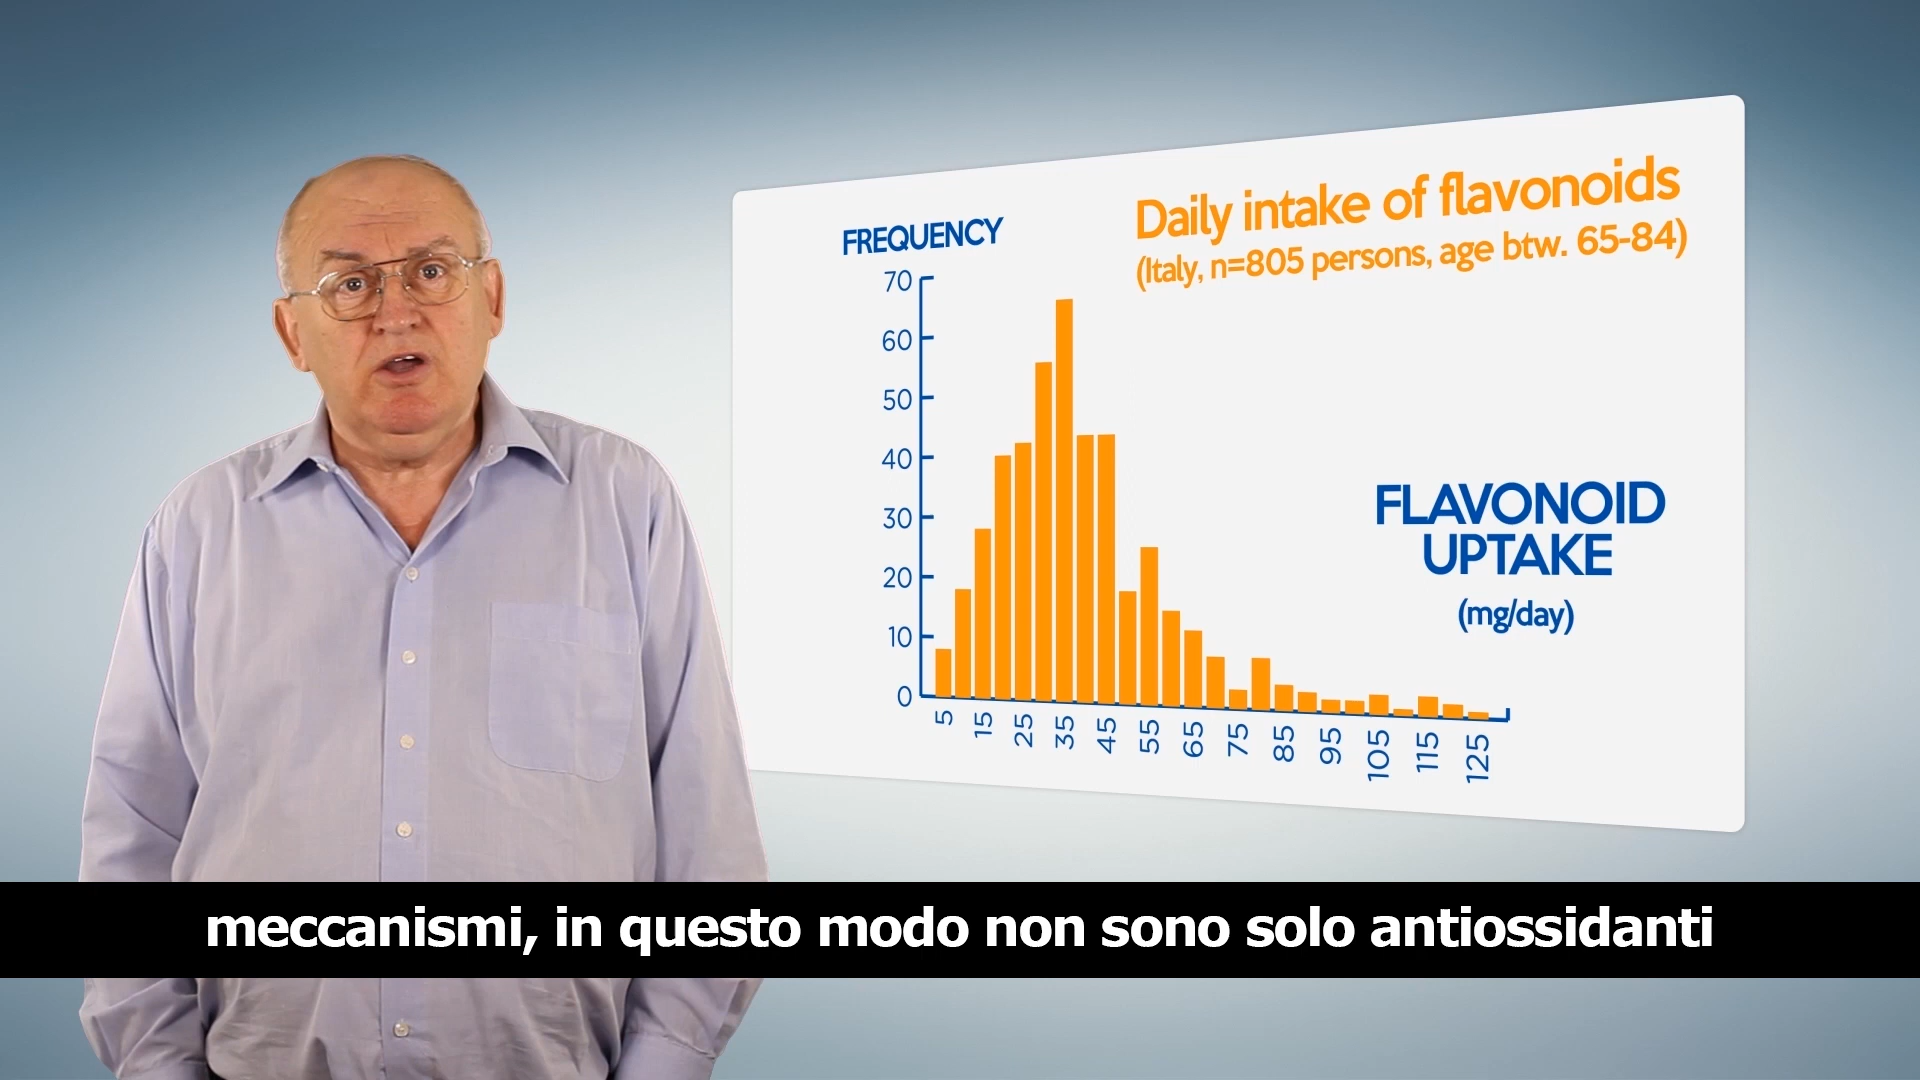 Daily intake of flavonoids
(Italy, n=805 persons, age btw. 65-84)
FREQUENCY
70
60
50
40
30
20
10
0
5 15 25 35 45 55 65 75 85 95 105 115 125
FLAVONOID
UPTAKE
(mg/day)
meccanismi, in questo modo non sono solo antiossidanti